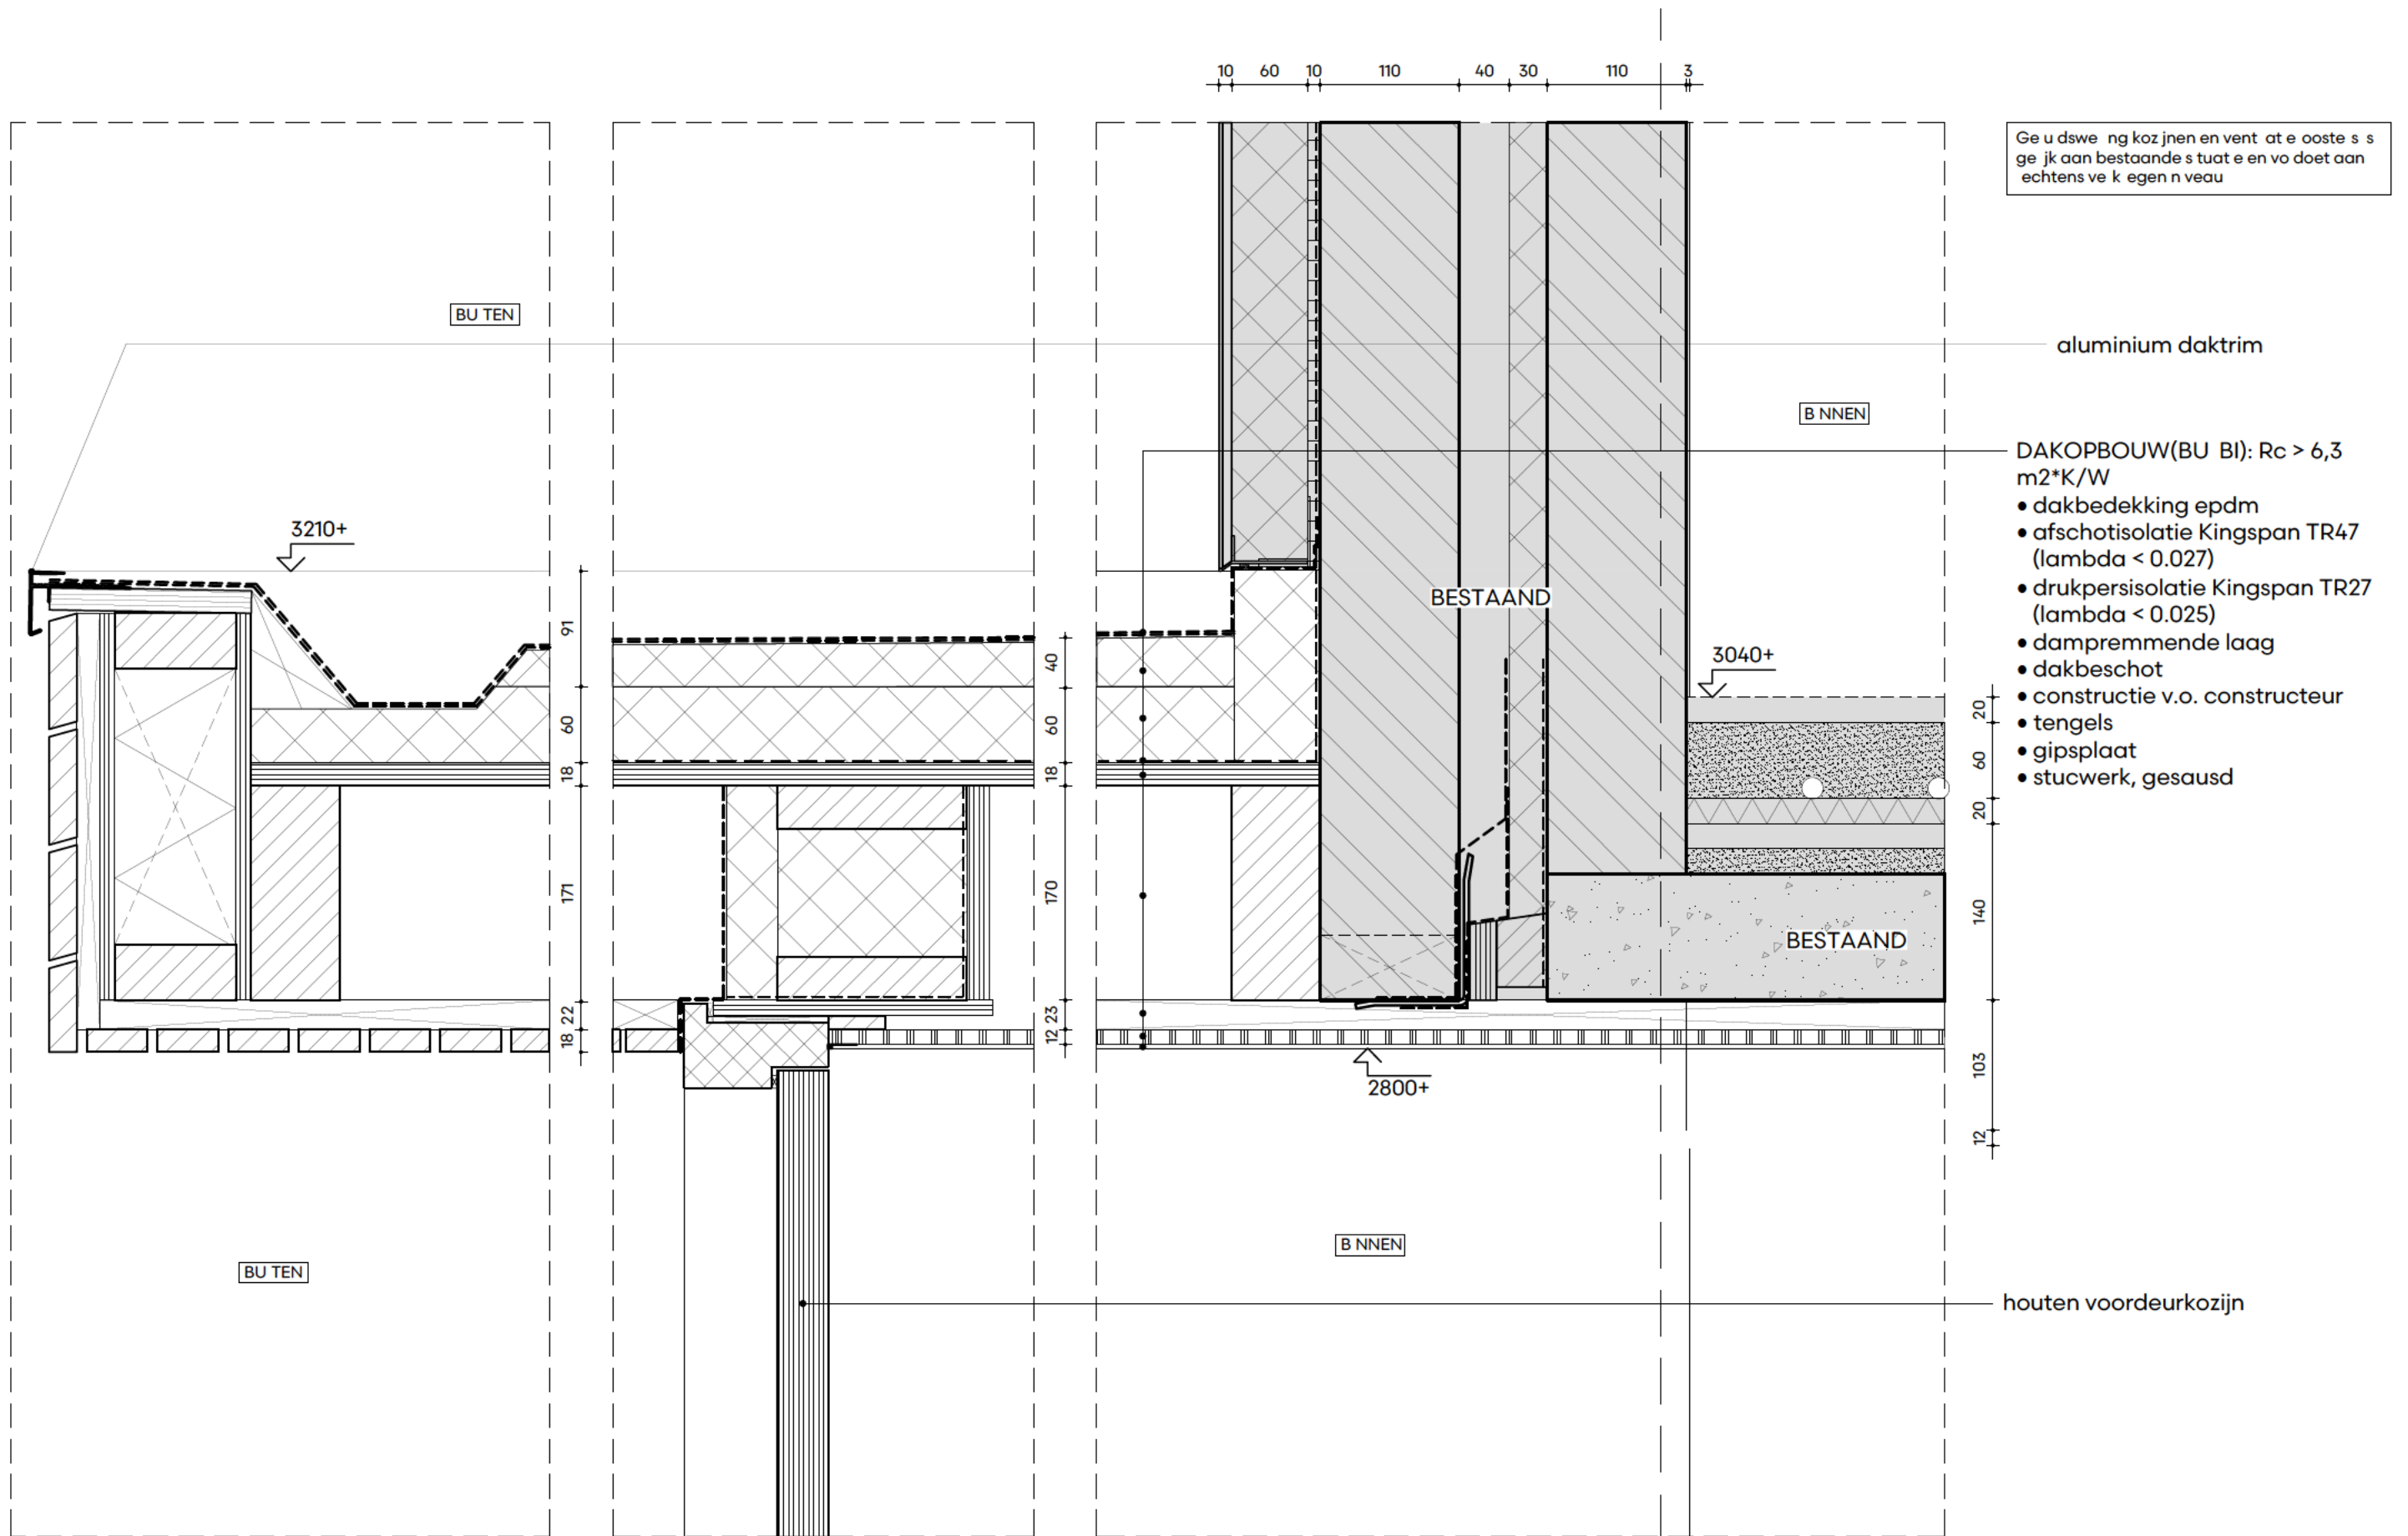 10 60 10 110 40 30 110 3
Ge u dswe ng koz jnen en vent at e ooste s s
ge jk aan bestaande s tuat e en vo doet aan
echtens ve k egen n veau
BU TEN
aluminium daktrim
B NNEN
DAKOPBOUW(BU BI): Rc > 6,3
m2*K/W
• dakbedekking epdm
• afschotisolatie Kingspan TR47
(lambda < 0.027)
• drukpersisolatie Kingspan TR27
(lambda < 0.025)
• dampremmende laag
• dakbeschot
• constructie v.o. constructeur
• tengels
• gipsplaat
• stucwerk, gesausd
3210+
BESTAAND
3040+
91
60
18
171
22
18
40
60
18
170
23
12
20
60
20
140
103
12
BESTAAND
2800+
B NNEN
BU TEN
houten voordeurkozijn